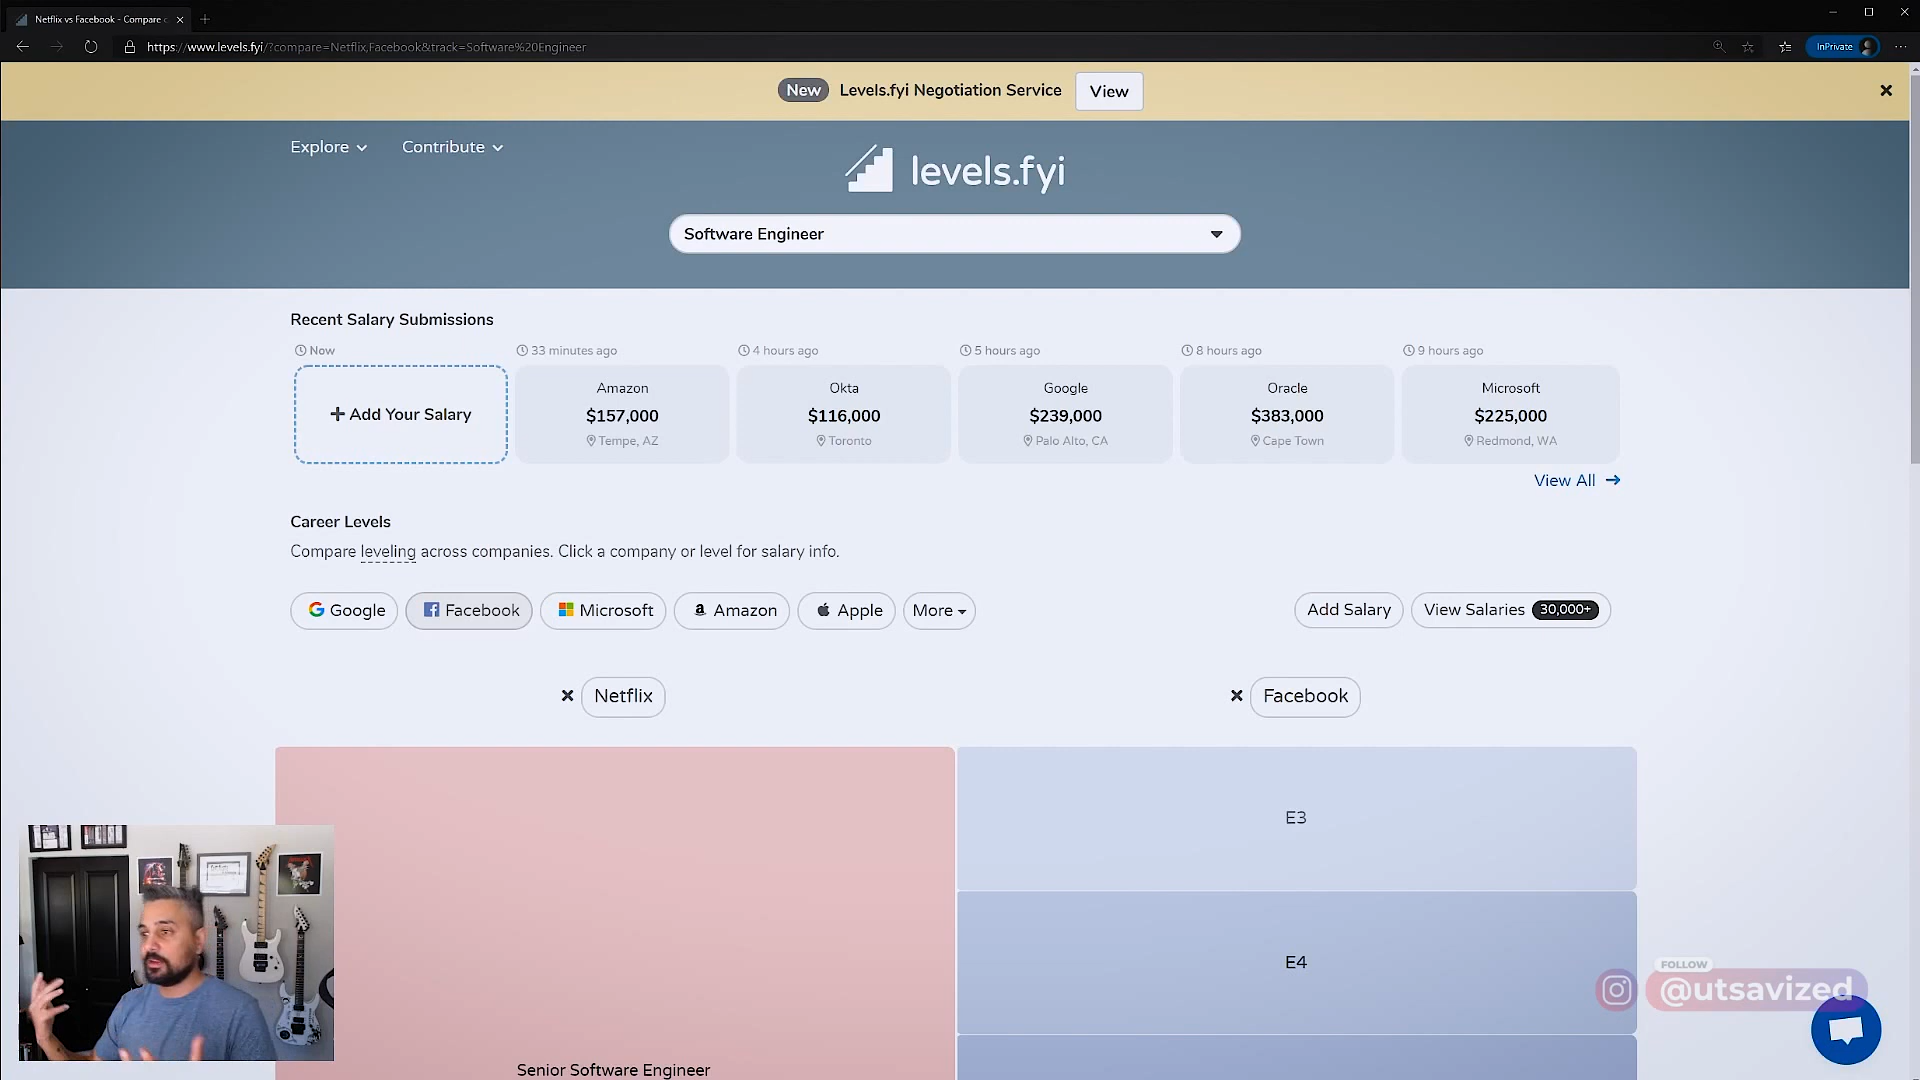 Netflix vs Facebook - Compare
https://www.levels.fyi/?compare=Netflix,Facebook&track=Software%20Engineer
InPrivate
New Levels.fyi Negotiation Service View
Explore Contribute
levels.fyi
Software Engineer
Recent Salary Submissions
Now 33 minutes ago 4 hours ago 5 hours ago 8 hours ago 9 hours ago
Add Your Salary
Amazon
$157,000
Tempe, AZ
Okta
$116,000
Toronto
Google
$239,000
Palo Alto, CA
Oracle
$383,000
Cape Town
Microsoft
$225,000
Redmond, WA
View All
Career Levels
Compare leveling across companies. Click a company or level for salary info.
Google Facebook Microsoft Amazon Apple More Add Salary View Salaries 30,000+
Netflix Facebook
E3
E4
Senior Software Engineer
FOLLOW
@utsavized